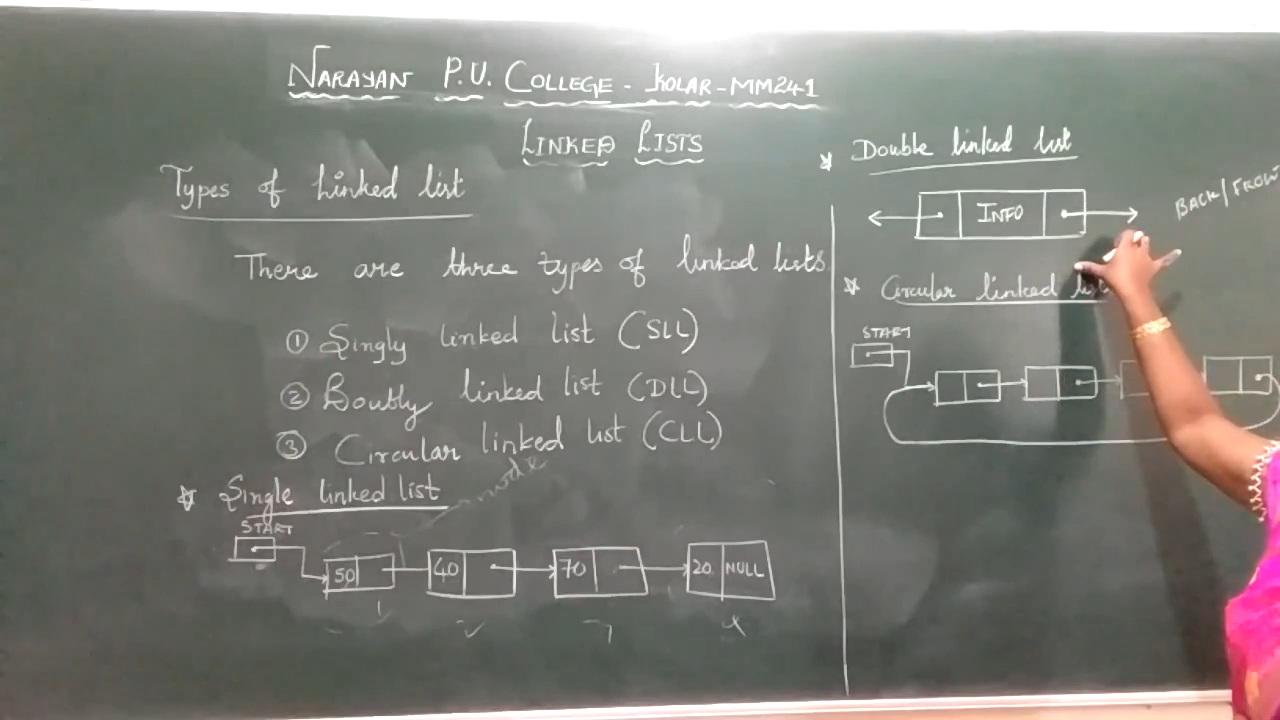 NARAYAN P.U. COLLEGE - KOLAR - MM241
LINKED LISTS
Types of Linked list
There are three types of linked lists
① Singly linked list (SLL)
② Doubly linked list (DLL)
③ Circular linked list (CLL)
node
* Single linked list
START
50 40 70 20 NULL
* Double linked list
INFO
BACK/
* Circular linked list
START